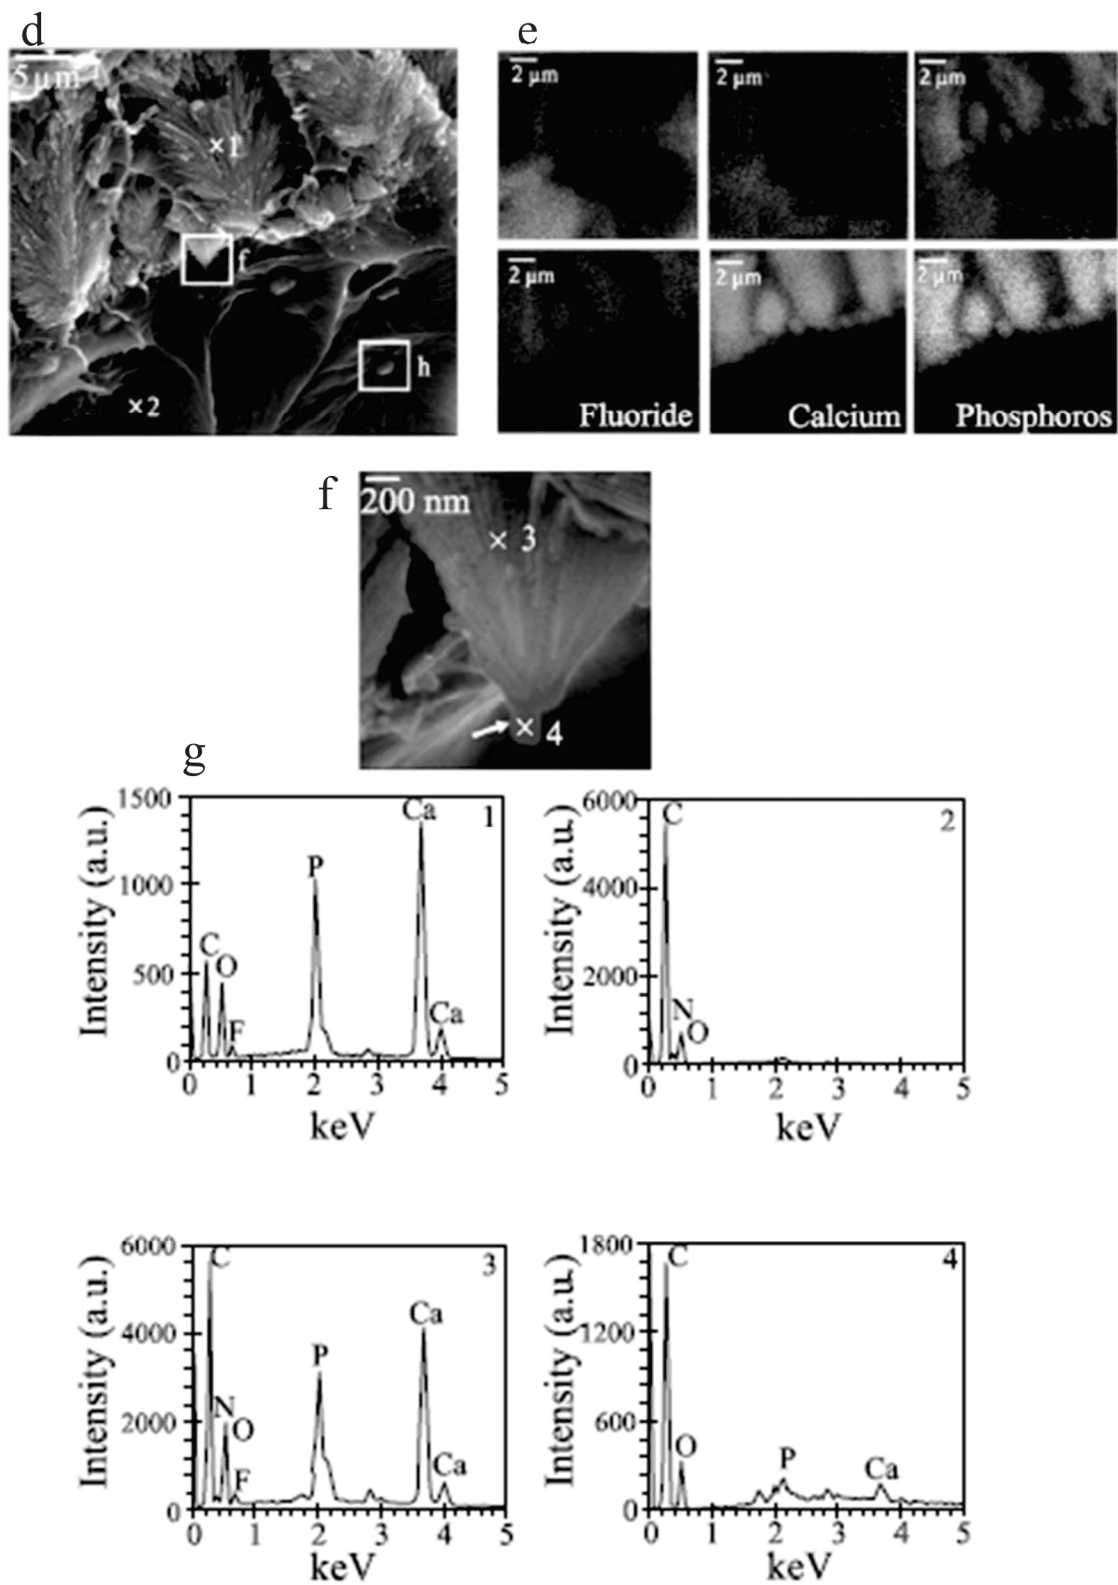 d
e
5 µm
×1
f
h
×2
2 µm
2 µm
2 µm
2 µm
2 µm
2 µm
Fluoride
Calcium
Phosphoros
f
200 nm
× 3
× 4
g
1500
1000
500
0
Intensity (a.u.)
C
O
F
P
Ca
Ca
1
0 1 2 3 4 5
keV
6000
4000
2000
0
Intensity (a.u.)
C
N
O
2
0 1 2 3 4 5
keV
6000
4000
2000
0
Intensity (a.u.)
C
N
O
F
P
Ca
Ca
3
0 1 2 3 4 5
keV
1800
1200
600
0
Intensity (a.u.)
C
O
P
Ca
4
0 1 2 3 4 5
keV